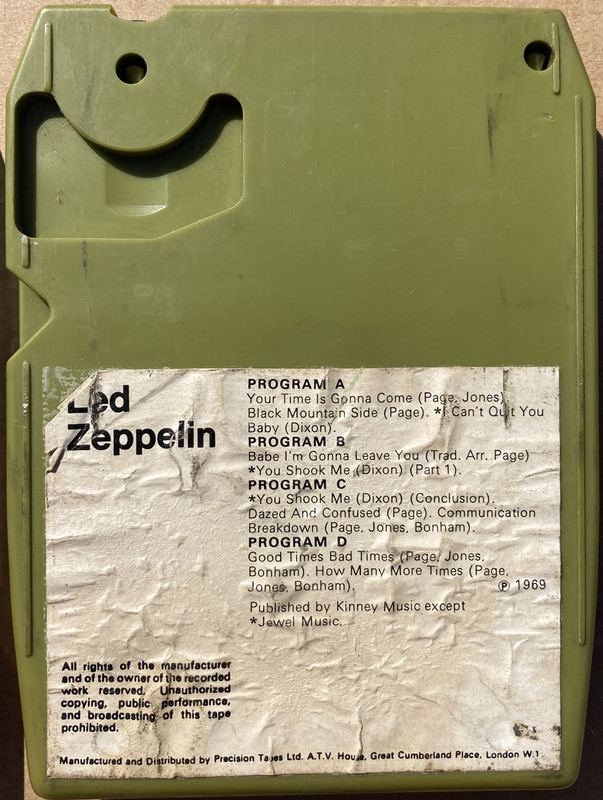 Led
Zeppelin
PROGRAM A
Your Time Is Gonna Come (Page, Jones)
Black Mountain Side (Page). *I Can't Quit You
Baby (Dixon).
PROGRAM B
Babe I'm Gonna Leave You (Trad. Arr. Page)
*You Shook Me (Dixon) (Part 1).
PROGRAM C
*You Shook Me (Dixon) (Conclusion).
Dazed And Confused (Page). Communication
Breakdown (Page, Jones, Bonham).
PROGRAM D
Good Times Bad Times (Page, Jones,
Bonham). How Many More Times (Page,
Jones, Bonham).
Ⓟ 1969
Published by Kinney Music except
*Jewel Music.
All rights of the manufacturer
and of the owner of the recorded
work reserved. Unauthorized
copying, public performance,
and broadcasting of this tape
prohibited.
Manufactured and Distributed by Precision Tapes Ltd. A.T.V. House, Great Cumberland Place, London W.1